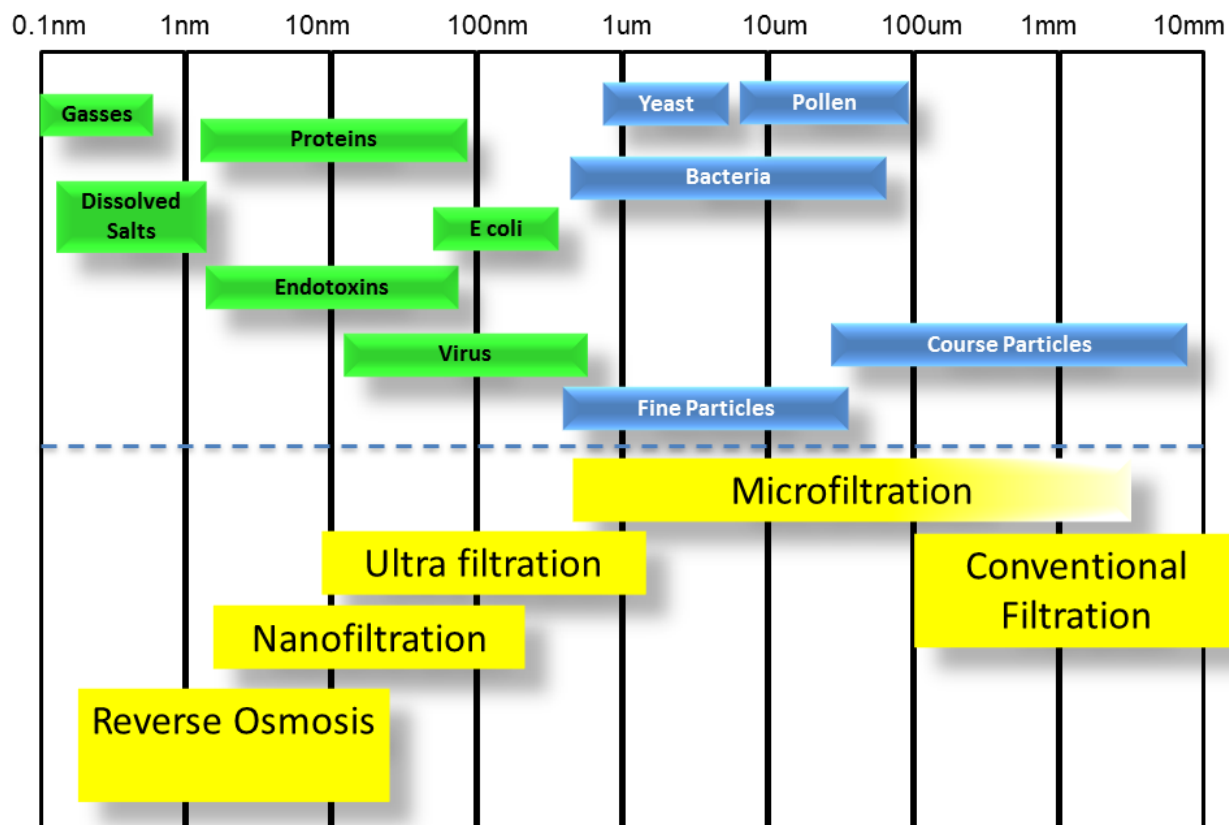 0.1nm 1nm 10nm 100nm 1um 10um 100um 1mm 10mm
Gasses
Yeast
Pollen
Proteins
Bacteria
Dissolved
Salts
E coli
Endotoxins
Virus
Course Particles
Fine Particles
Microfiltration
Ultra filtration
Conventional
Filtration
Nanofiltration
Reverse Osmosis